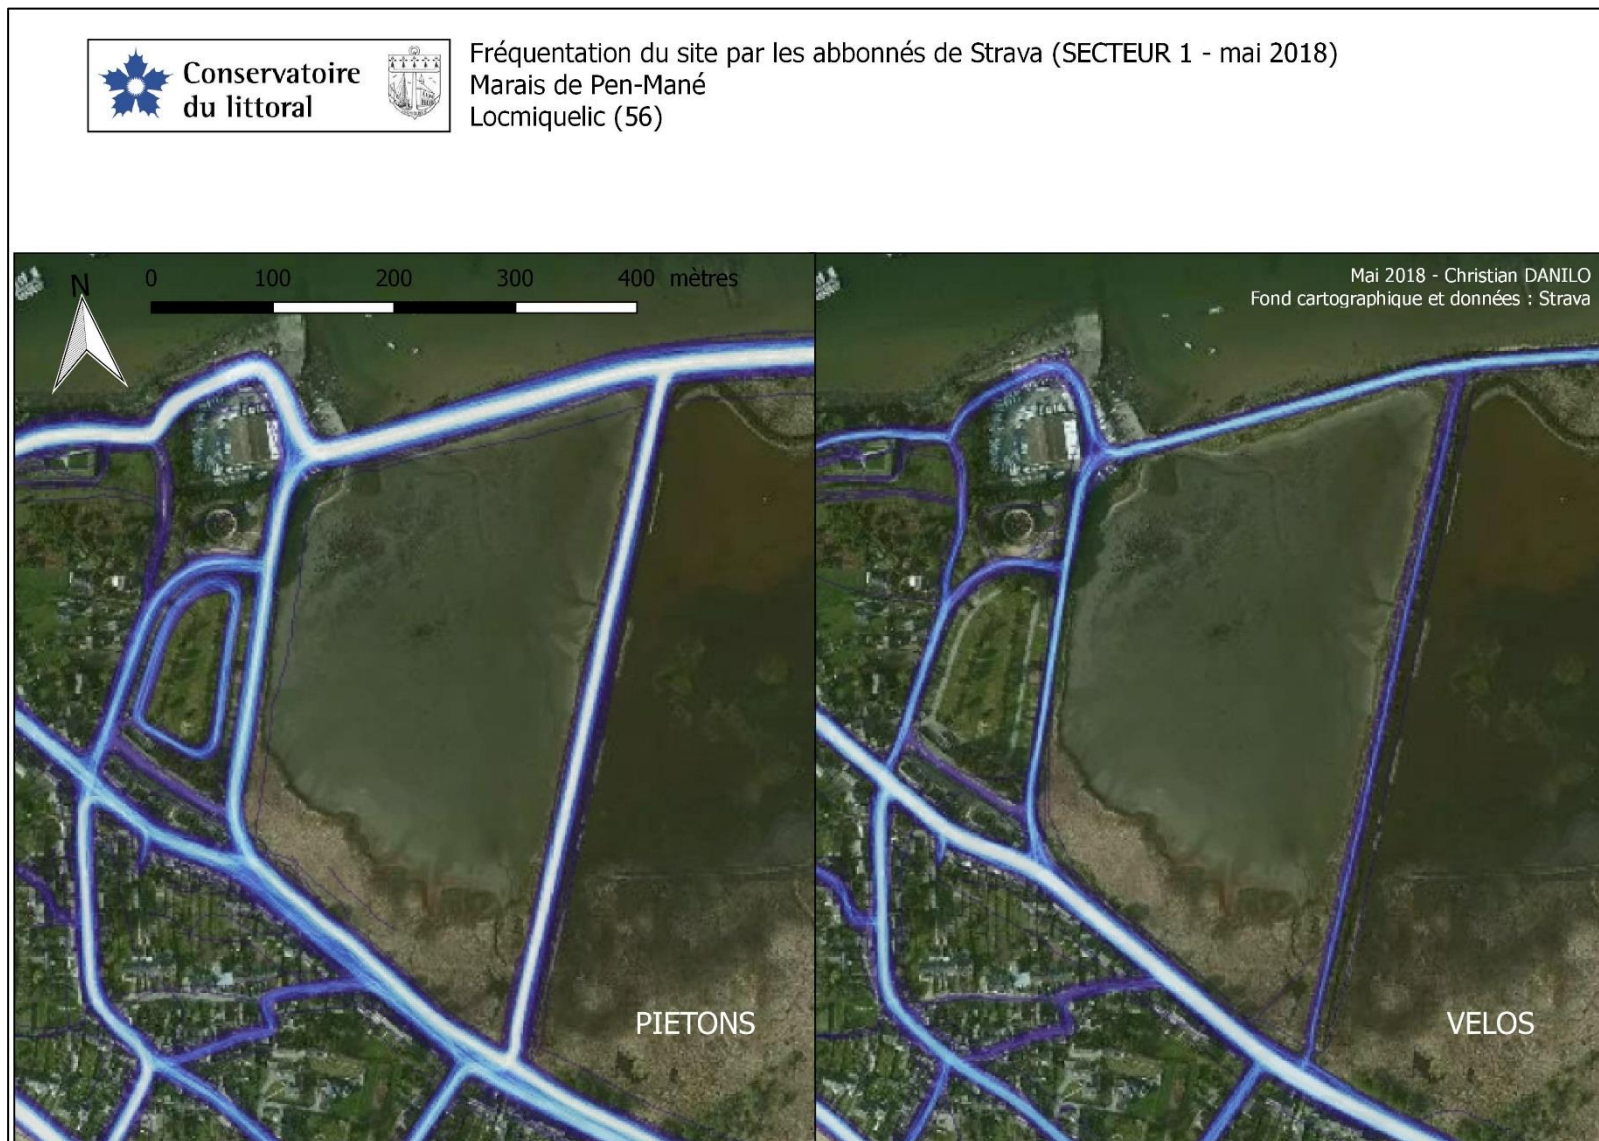 Conservatoire
du littoral
Fréquentation du site par les abbonnés de Strava (SECTEUR 1 - mai 2018)
Marais de Pen-Mané
Locmiquelic (56)
N
0 100 200 300 400 mètres
Mai 2018 - Christian DANILO
Fond cartographique et données : Strava
PIETONS
VELOS